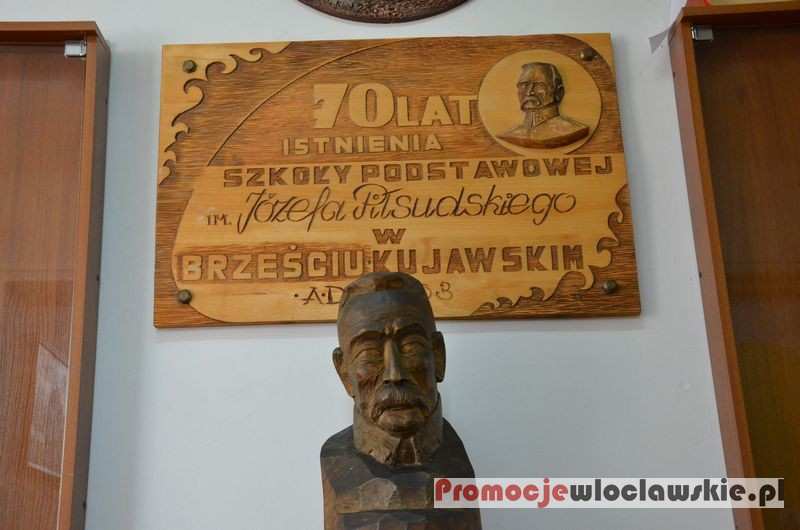 70 LAT
ISTNIENIA
SZKOŁY PODSTAWOWEJ
IM. Józefa Piłsudskiego
W
BRZEŚCIU·KUJAWSKIM
Promocjewloclawskie.pl